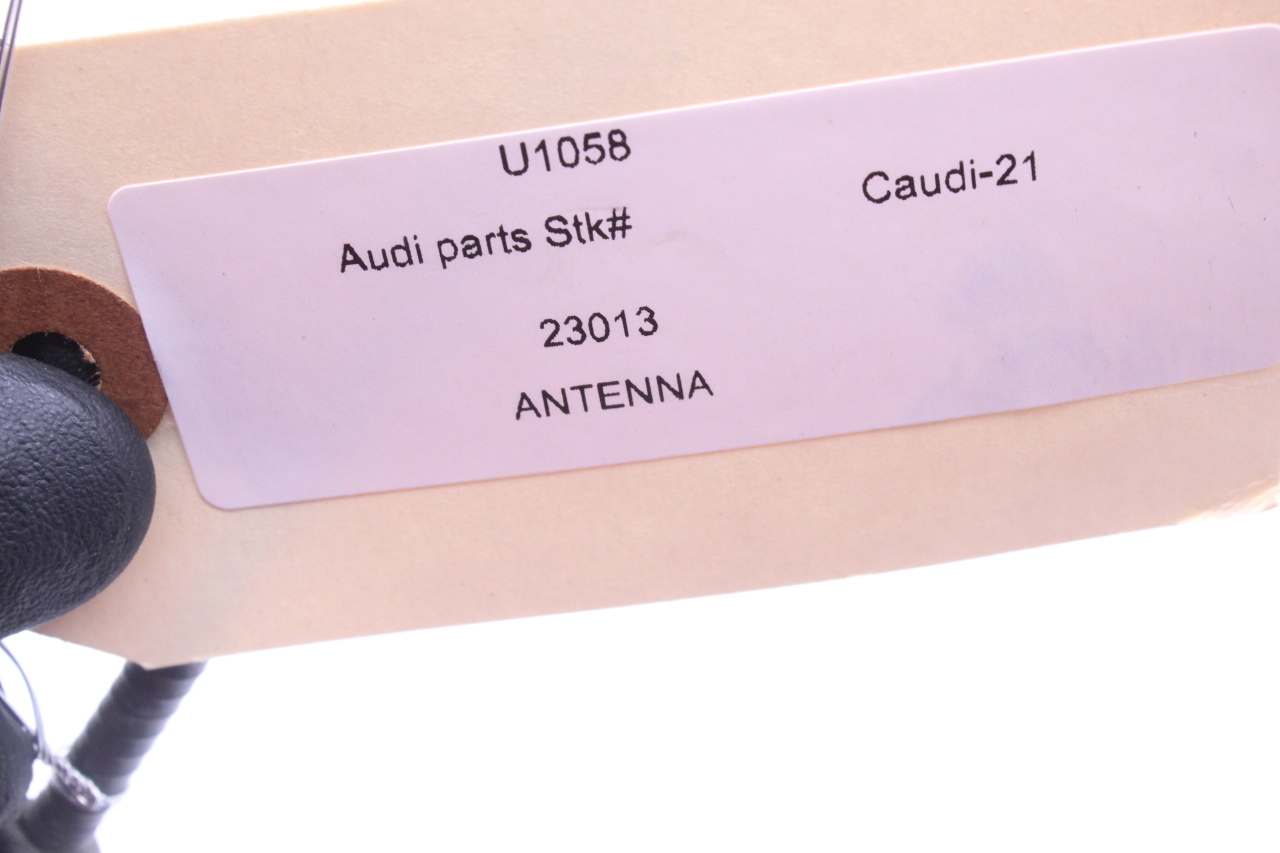 U1058
Caudi-21
Audi parts Stk#
23013
ANTENNA